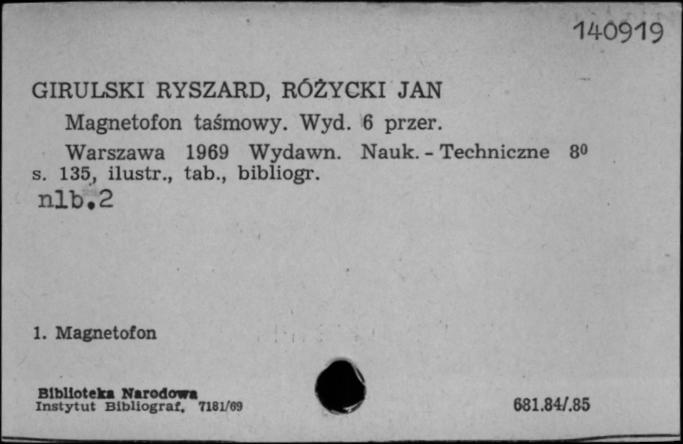 140919
GIRULSKI RYSZARD, RÓŻYCKI JAN
Magnetofon taśmowy. Wyd. 6 przer.
Warszawa 1969 Wydawn. Nauk. - Techniczne 8⁰
s. 135, ilustr., tab., bibliogr.
nlb.2
1. Magnetofon
Biblioteka Narodowa
Instytut Bibliograf. 7181/69
681.84/.85